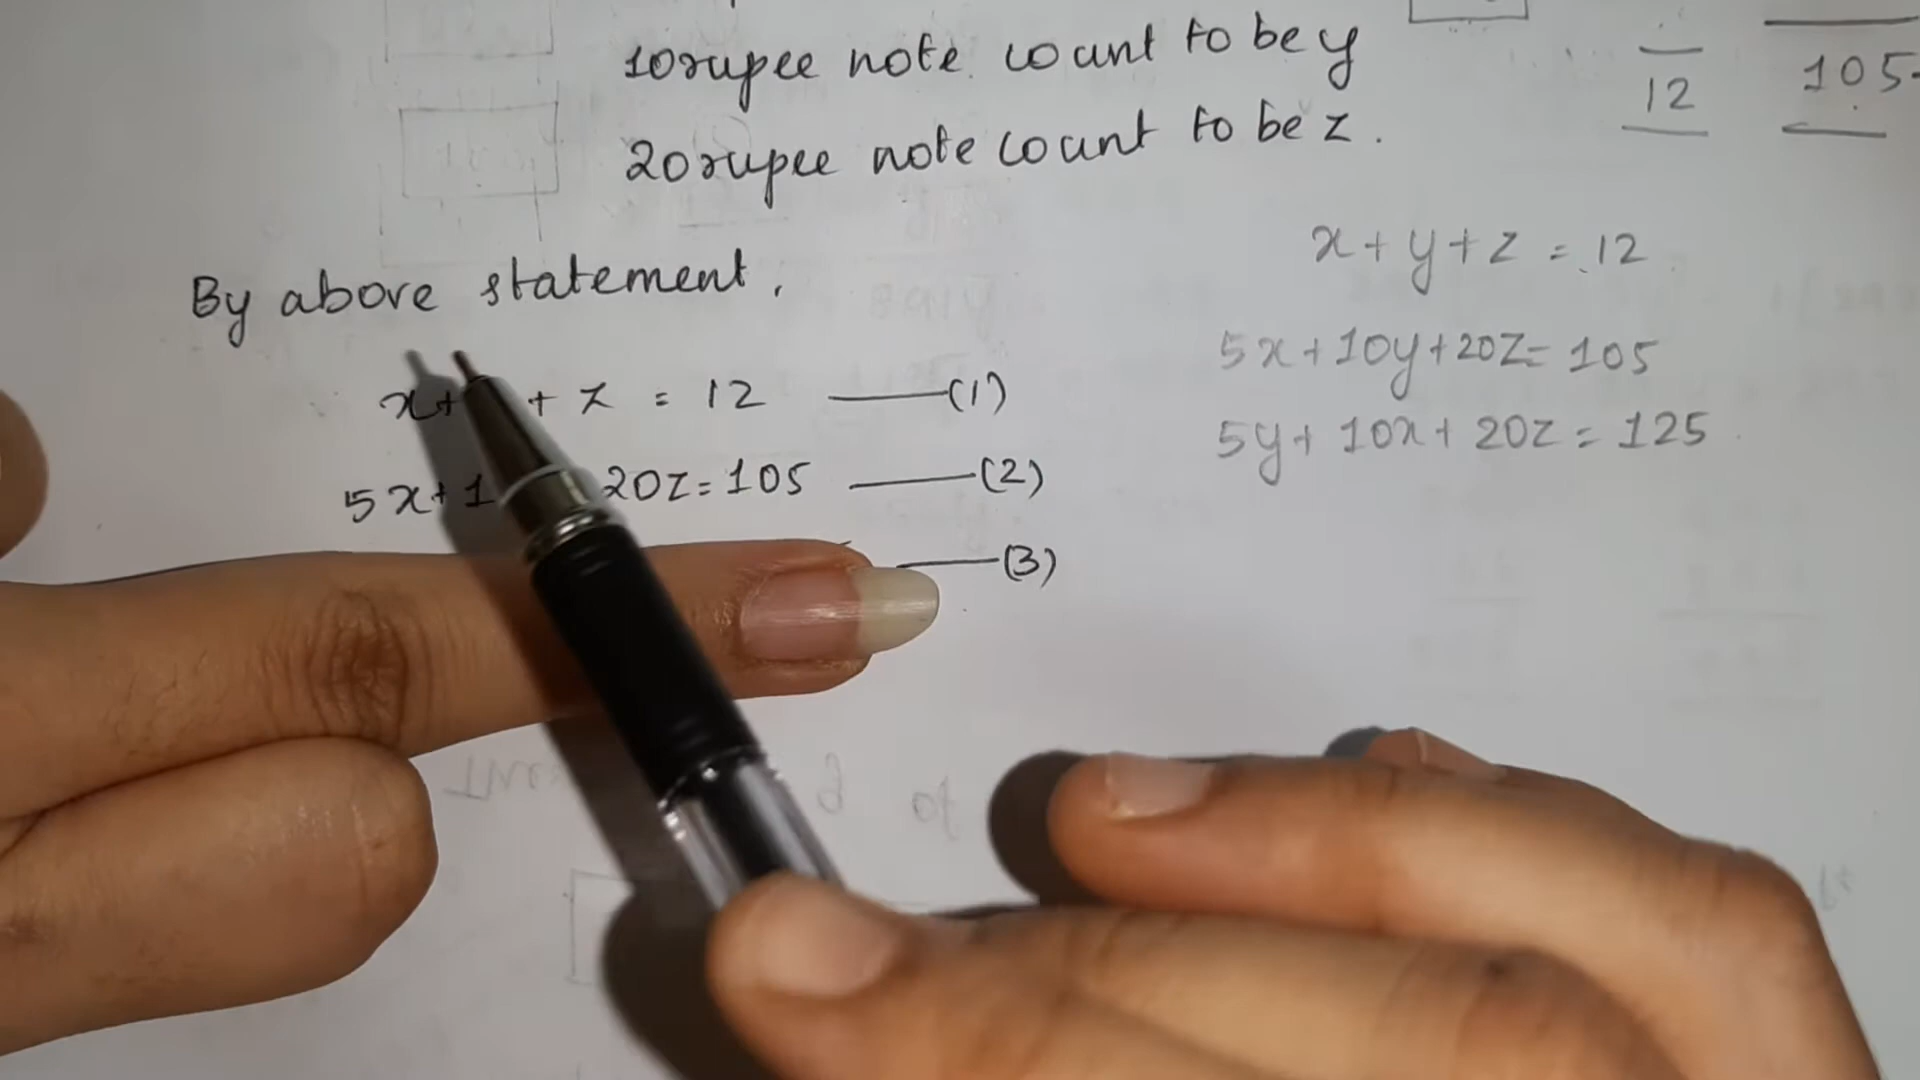 10rupee note count to be y
20rupee note count to be z.
12
105
By above statement,
x+ + z = 12 ——(1)
5x+1 20z=105 ——(2)
——(3)
x+y+z = 12
5x+10y+20z= 105
5y+ 10x+ 20z = 125